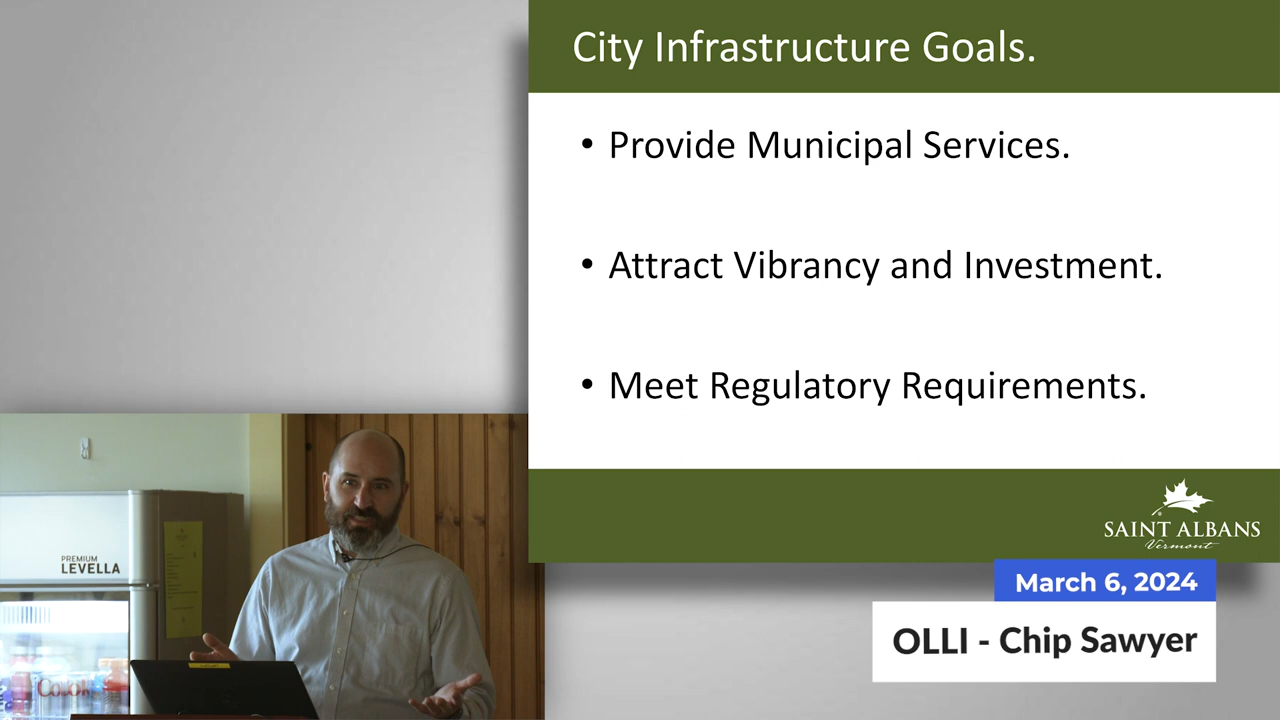 City Infrastructure Goals.
• Provide Municipal Services.
• Attract Vibrancy and Investment.
• Meet Regulatory Requirements.
SAINT ALBANS
Vermont
March 6, 2024
OLLI - Chip Sawyer
PREMIUM
LEVELLA